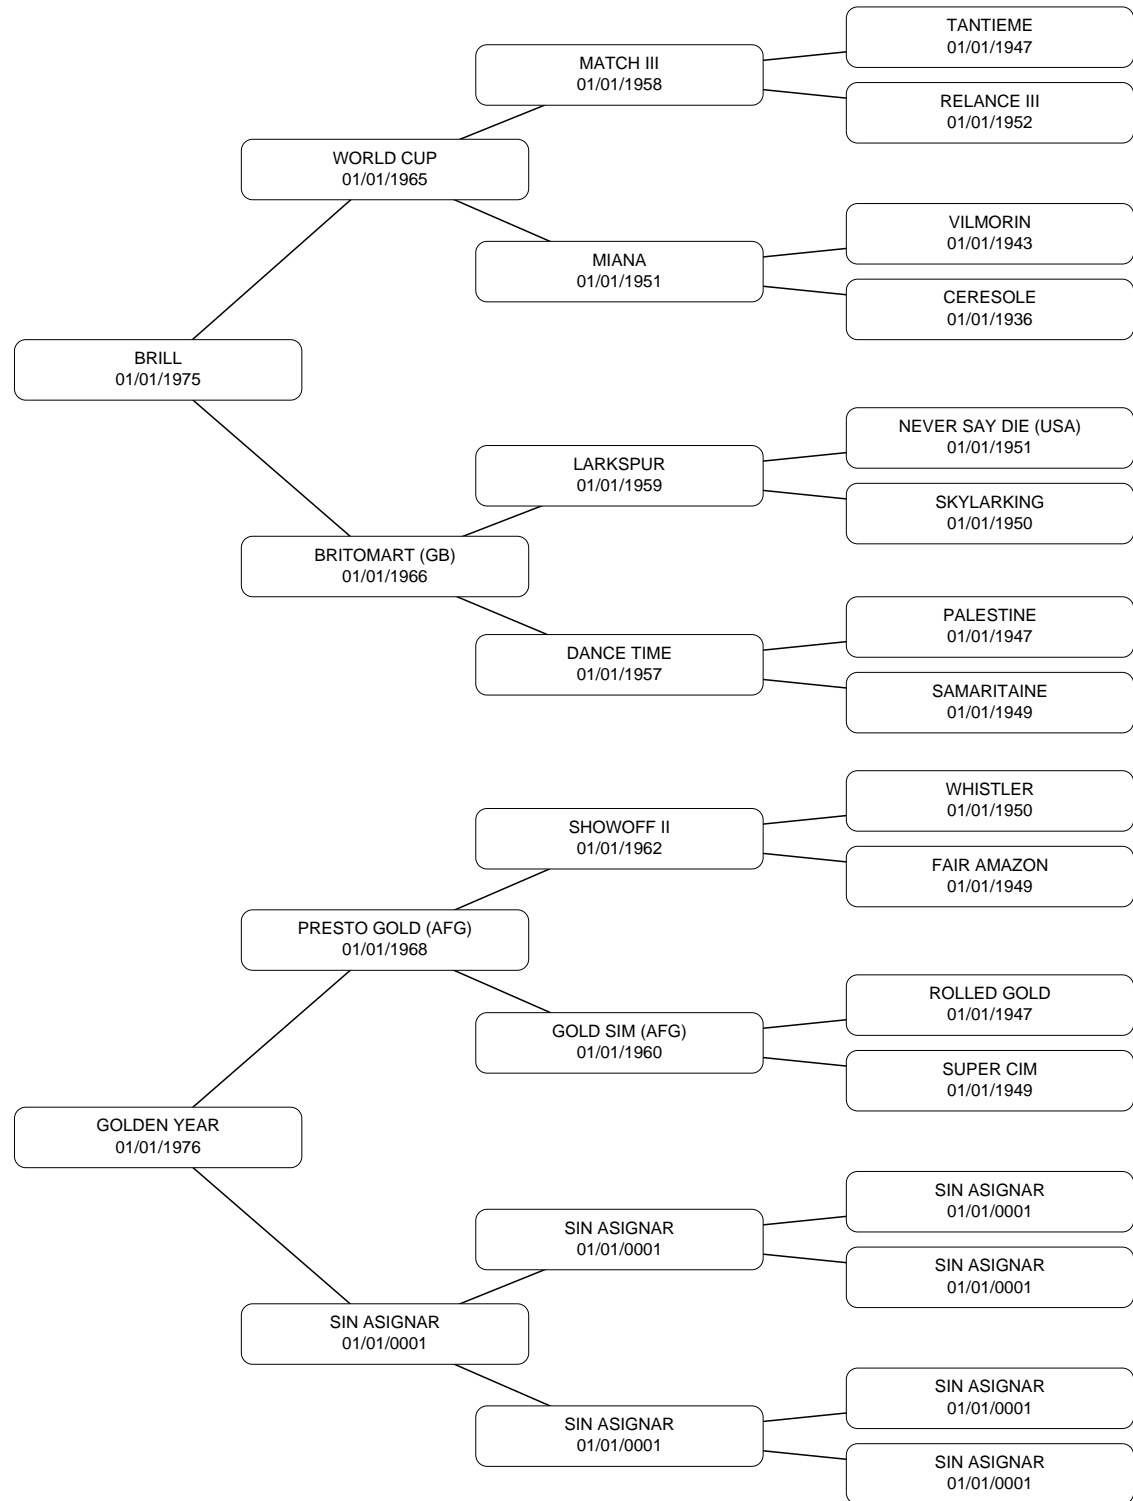 TANTIEME
01/01/1947
MATCH III
01/01/1958
RELANCE III
01/01/1952
WORLD CUP
01/01/1965
VILMORIN
01/01/1943
MIANA
01/01/1951
CERESOLE
01/01/1936
BRILL
01/01/1975
NEVER SAY DIE (USA)
01/01/1951
LARKSPUR
01/01/1959
SKYLARKING
01/01/1950
BRITOMART (GB)
01/01/1966
PALESTINE
01/01/1947
DANCE TIME
01/01/1957
SAMARITAINE
01/01/1949
WHISTLER
01/01/1950
SHOWOFF II
01/01/1962
FAIR AMAZON
01/01/1949
PRESTO GOLD (AFG)
01/01/1968
ROLLED GOLD
01/01/1947
GOLD SIM (AFG)
01/01/1960
SUPER CIM
01/01/1949
GOLDEN YEAR
01/01/1976
SIN ASIGNAR
01/01/0001
SIN ASIGNAR
01/01/0001
SIN ASIGNAR
01/01/0001
SIN ASIGNAR
01/01/0001
SIN ASIGNAR
01/01/0001
SIN ASIGNAR
01/01/0001
SIN ASIGNAR
01/01/0001